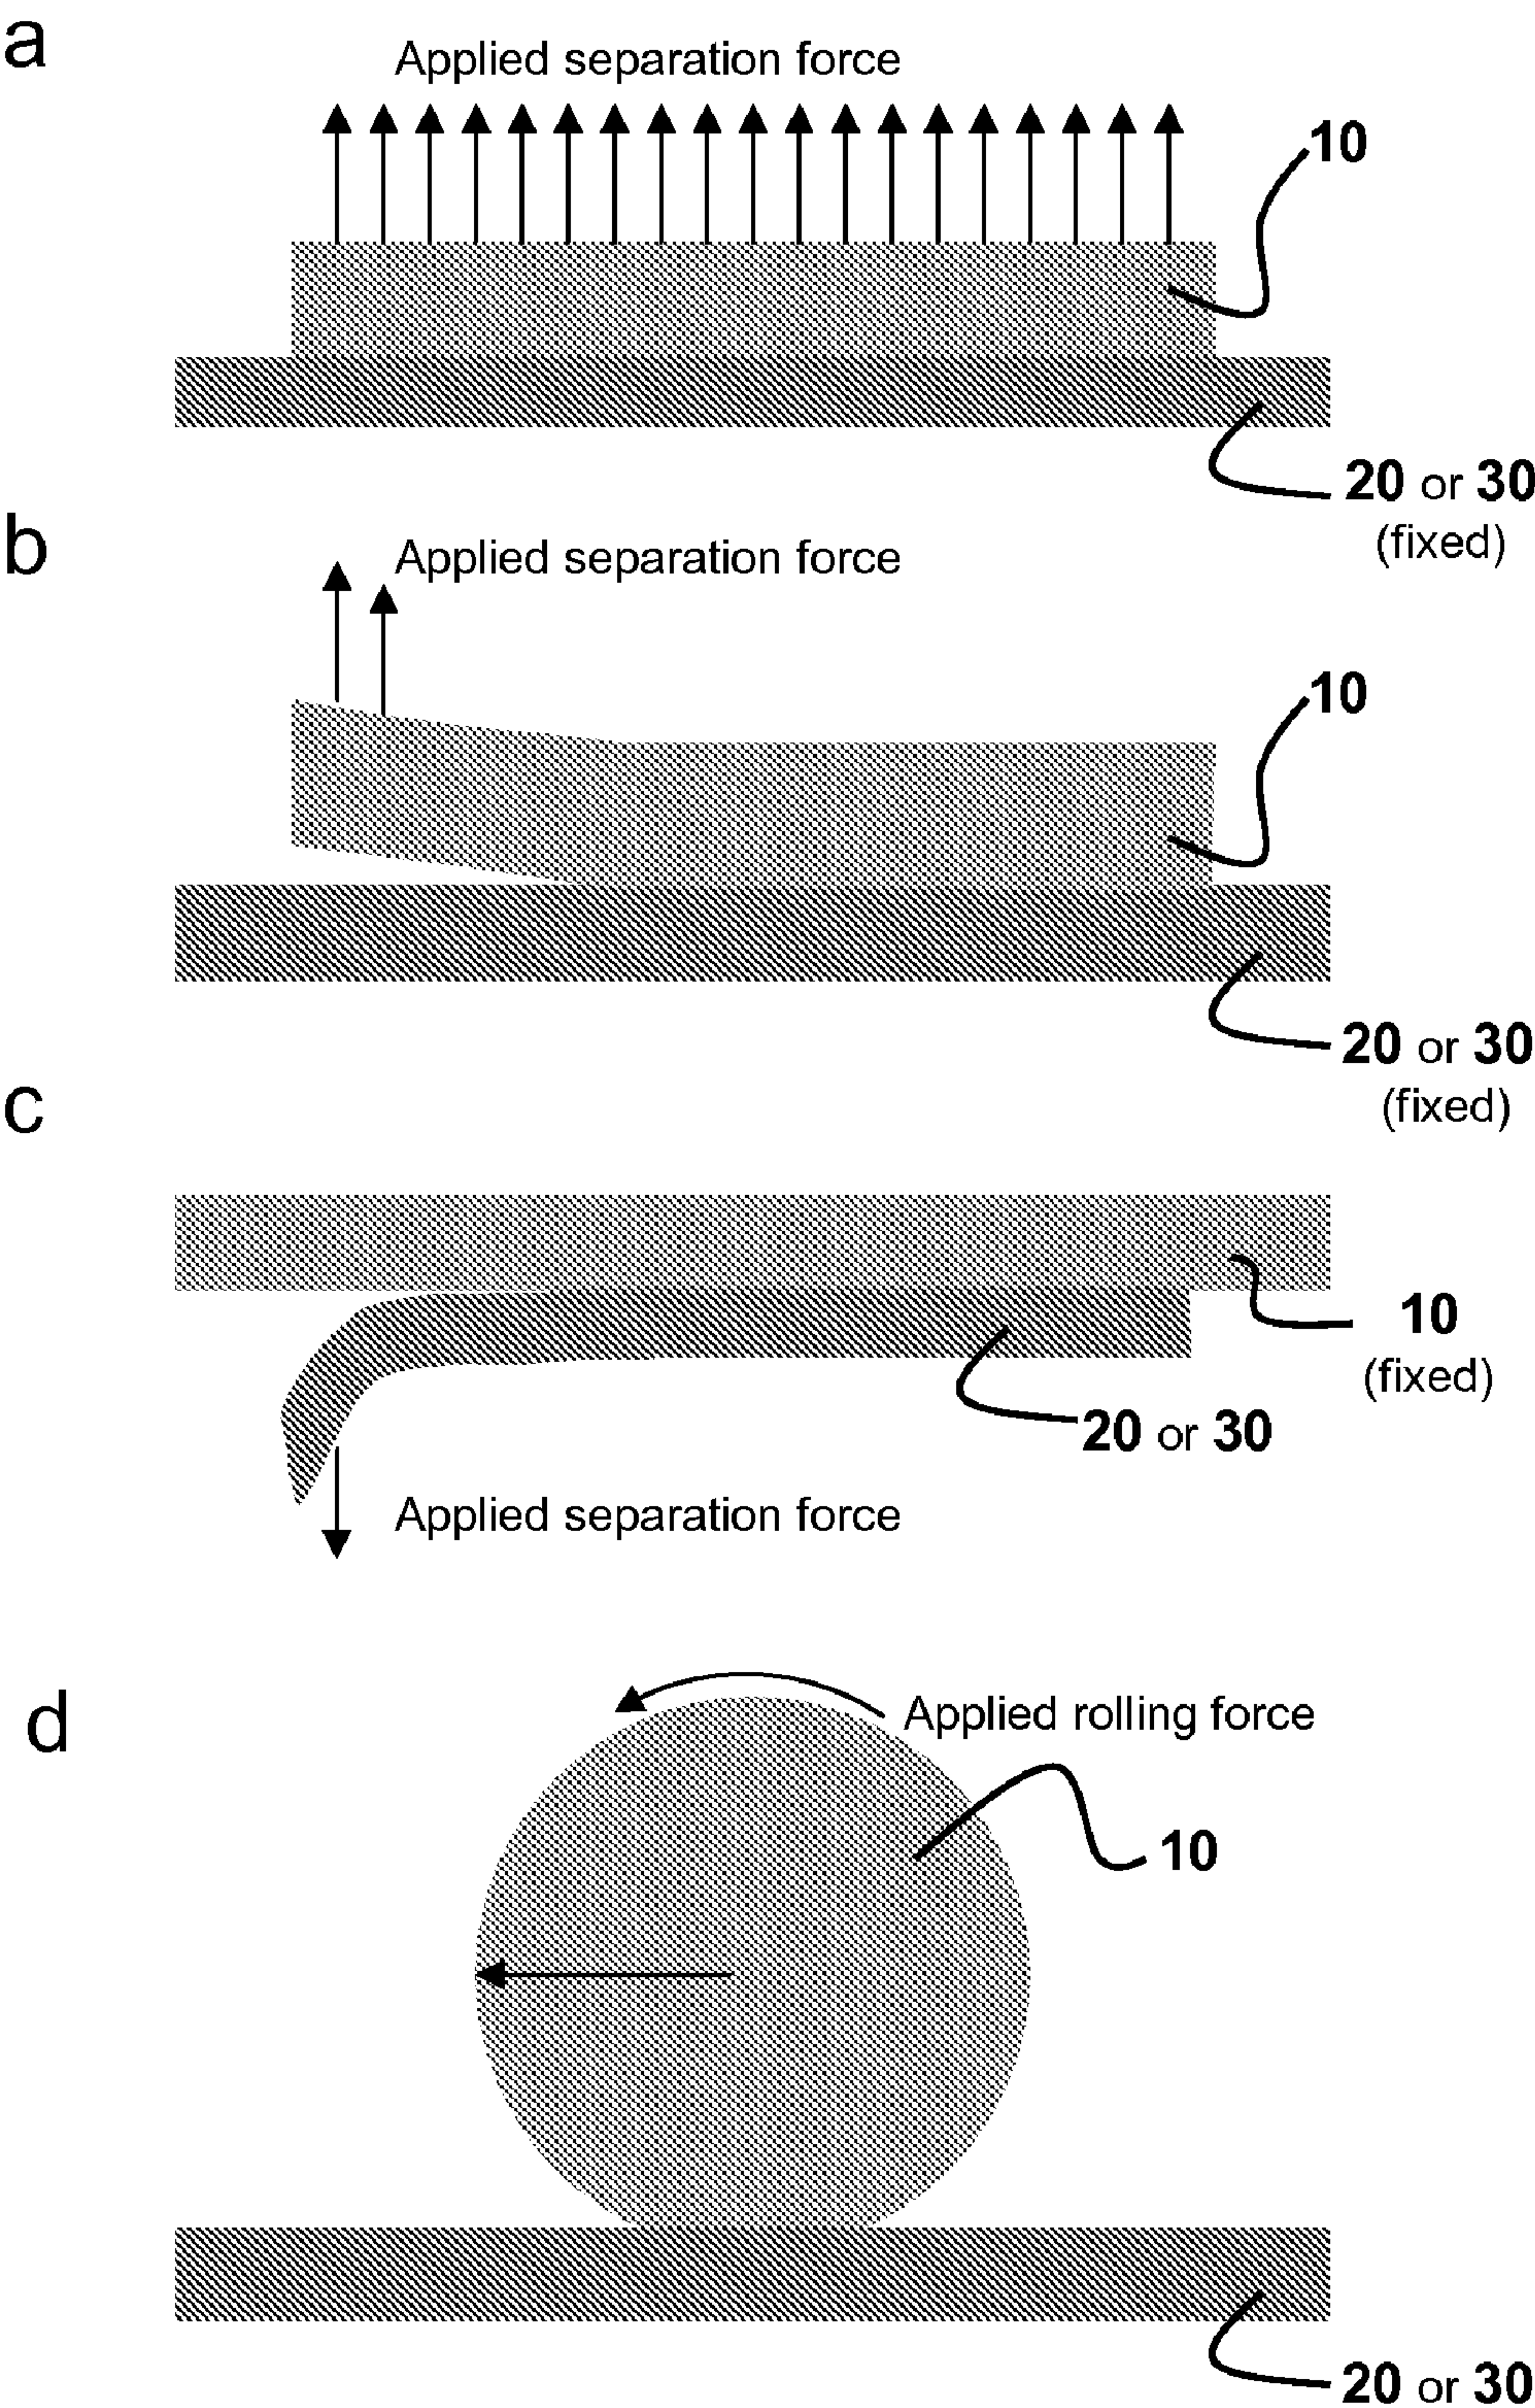 a
Applied separation force
10
20 or 30
(fixed)
b
Applied separation force
10
20 or 30
(fixed)
c
10
(fixed)
20 or 30
Applied separation force
d
Applied rolling force
10
20 or 30